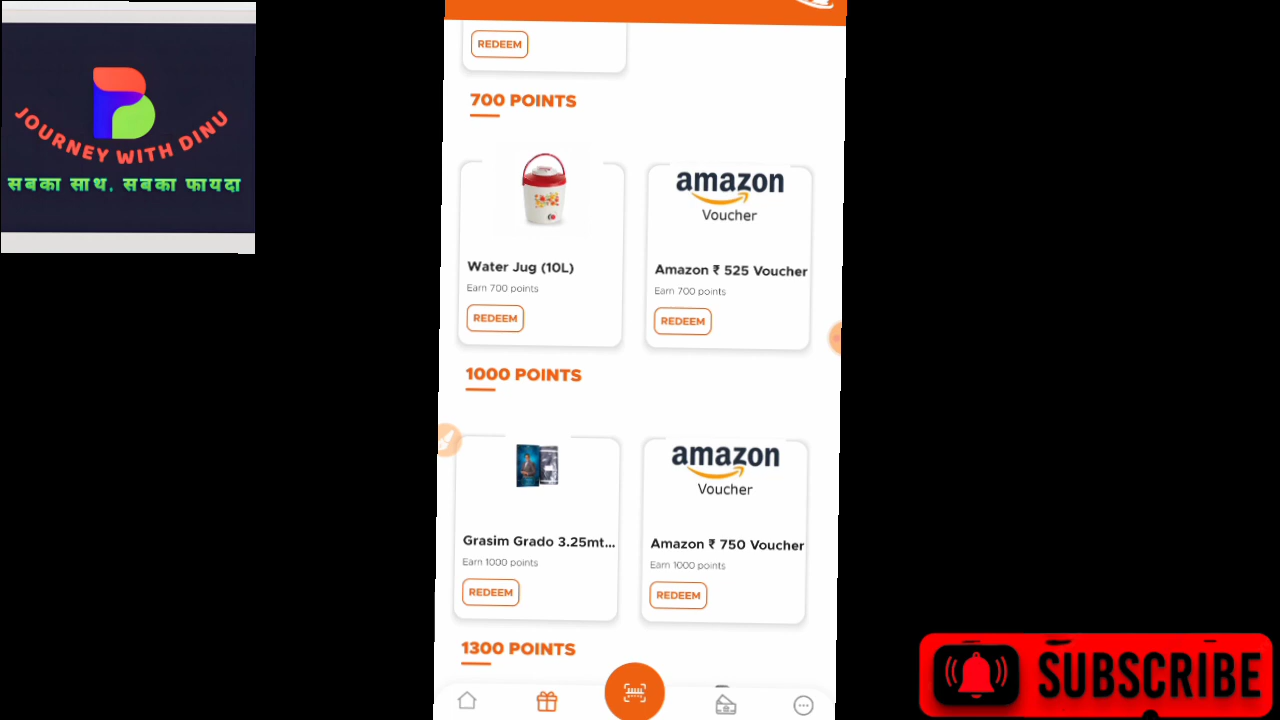 JOURNEY WITH DINU
सबका साथ, सबका फायदा
REDEEM
700 POINTS
amazon
Voucher
Water Jug (10L)
Amazon ₹ 525 Voucher
Earn 700 points
Earn 700 points
REDEEM
REDEEM
1000 POINTS
amazon
Voucher
Grasim Grado 3.25mt...
Amazon ₹ 750 Voucher
Earn 1000 points
Earn 1000 points
REDEEM
REDEEM
1300 POINTS
SUBSCRIBE